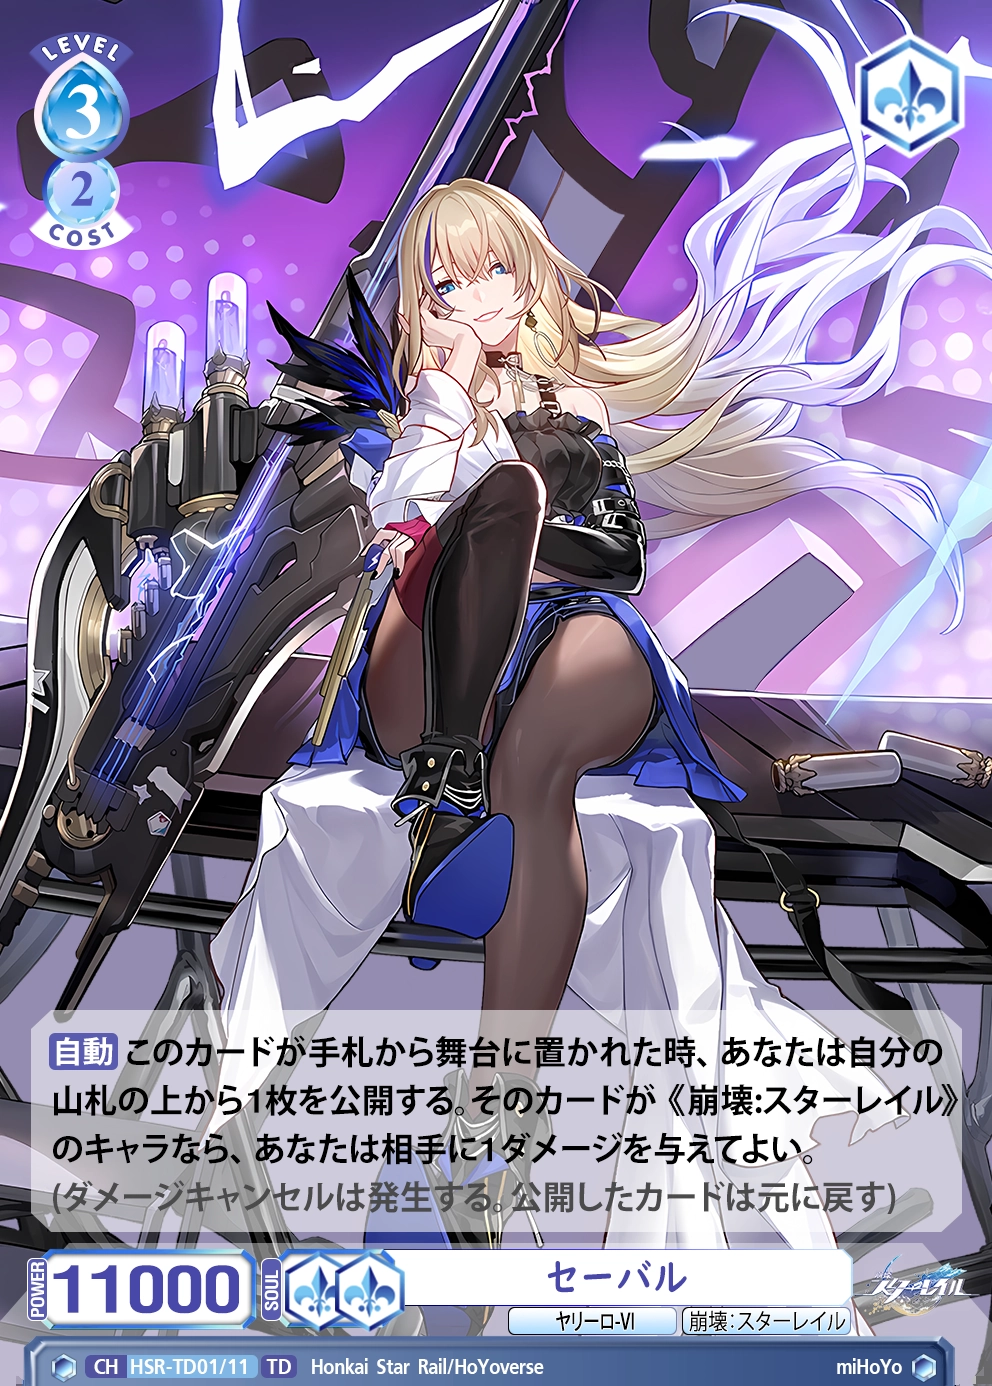 LEVEL
3
2
COST
自動 このカードが手札から舞台に置かれた時、あなたは自分の
山札の上から1枚を公開する。そのカードが《崩壊:スターレイル》
のキャラなら、あなたは相手に1ダメージを与えてよい。
(ダメージキャンセルは発生する。公開したカードは元に戻す)
POWER 11000 SOUL セーバル スターレイル
ヤリーロ-VI 崩壊:スターレイル
CH HSR-TD01/11 TD Honkai Star Rail/HoYoverse miHoYo